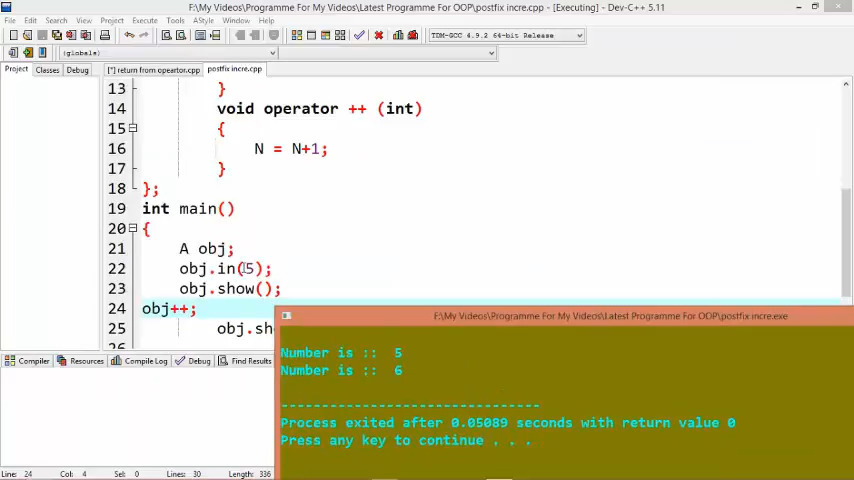 F:\My Videos\Programme For My Videos\Latest Programme For OOP\postfix incre.cpp - [Executing] - Dev-C++ 5.11
File Edit Search View Project Execute Tools AStyle Window Help
TDM-GCC 4.9.2 64-bit Release
(globals)
Project Classes Debug [*] return from opeartor.cpp postfix incre.cpp
13 }
14 void operator ++ (int)
15 {
16 N = N+1;
17 }
18 };
19 int main()
20 {
21 A obj;
22 obj.in(5);
23 obj.show();
24 obj++;
25 obj.sh
26
F:\My Videos\Programme For My Videos\Latest Programme For OOP\postfix incre.exe
Number is :: 5
Number is :: 6
--------------------------------
Process exited after 0.05089 seconds with return value 0
Press any key to continue . . .
Compiler Resources Compile Log Debug Find Results
Line: 24 Col: 4 Sel: 0 Lines: 30 Length: 336